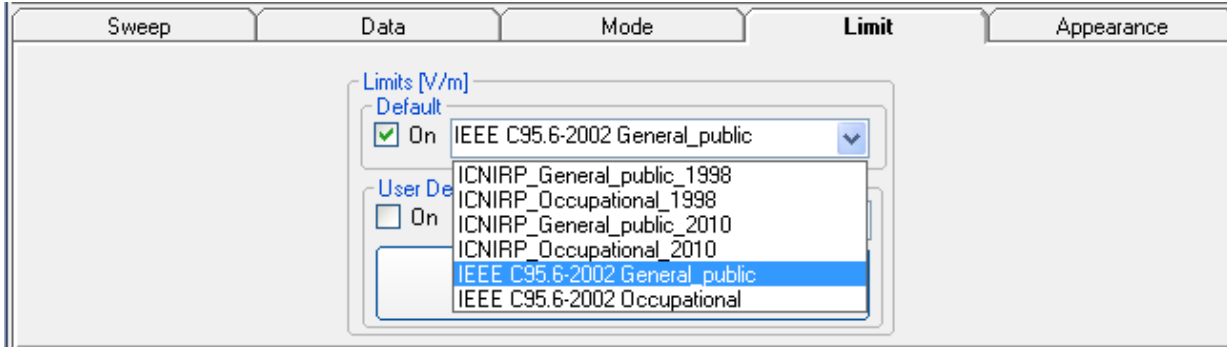 Sweep Data Mode Limit Appearance
Limits [V/m]
Default
On IEEE C95.6-2002 General_public
ICNIRP_General_public_1998
User De
ICNIRP_Occupational_1998
On
ICNIRP_General_public_2010
ICNIRP_Occupational_2010
IEEE C95.6-2002 General_public
IEEE C95.6-2002 Occupational